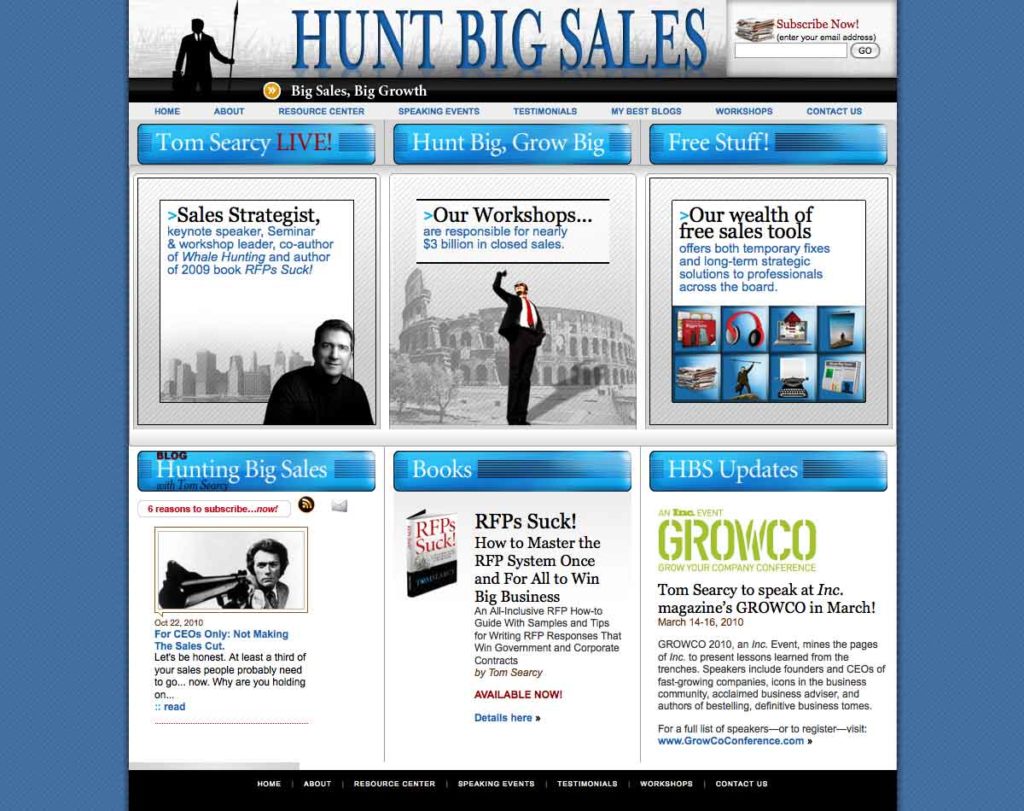 HUNT BIG SALES
Subscribe Now!
(enter your email address)
GO
Big Sales, Big Growth
HOME ABOUT RESOURCE CENTER SPEAKING EVENTS TESTIMONIALS MY BEST BLOGS WORKSHOPS CONTACT US
Tom Searcy LIVE!
Hunt Big, Grow Big
Free Stuff!
>Sales Strategist,
keynote speaker, Seminar
& workshop leader, co-author
of Whale Hunting and author
of 2009 book RFPs Suck!
>Our Workshops...
are responsible for nearly
$3 billion in closed sales.
>Our wealth of
free sales tools
offers both temporary fixes
and long-term strategic
solutions to professionals
across the board.
BLOG
Hunting Big Sales
with Tom Searcy
6 reasons to subscribe...now!
Oct 22, 2010
For CEOs Only: Not Making
The Sales Cut.
Let's be honest. At least a third of
your sales people probably need
to go... now. Why are you holding
on...
:: read
Books
RFPs
Suck!
TOM SEARCY
RFPs Suck!
How to Master the
RFP System Once
and For All to Win
Big Business
An All-Inclusive RFP How-to
Guide With Samples and Tips
for Writing RFP Responses That
Win Government and Corporate
Contracts
by Tom Searcy
AVAILABLE NOW!
Details here »
HBS Updates
AN Inc. EVENT
GROWCO
GROW YOUR COMPANY CONFERENCE
Tom Searcy to speak at Inc.
magazine's GROWCO in March!
March 14-16, 2010
GROWCO 2010, an Inc. Event, mines the pages
of Inc. to present lessons learned from the
trenches. Speakers include founders and CEOs of
fast-growing companies, icons in the business
community, acclaimed business adviser, and
authors of bestelling, definitive business tomes.
For a full list of speakers—or to register—visit:
www.GrowCoConference.com »
HOME | ABOUT | RESOURCE CENTER | SPEAKING EVENTS | TESTIMONIALS | WORKSHOPS | CONTACT US